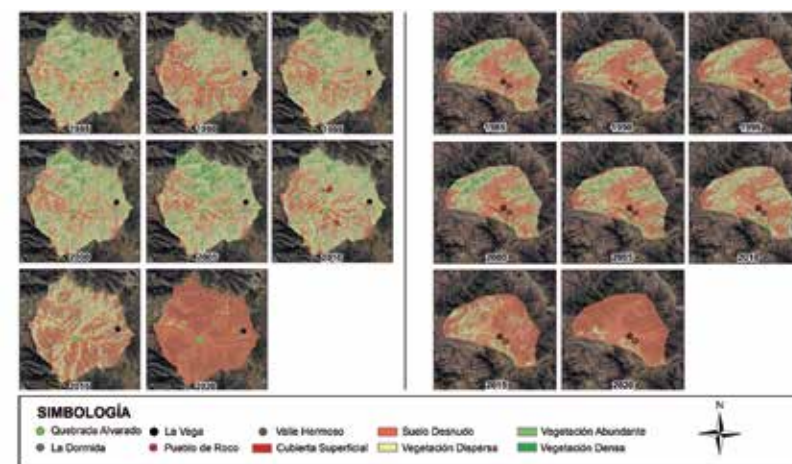 1985 1990 1995
2000 2005 2010
2015 2020
1985 1990 1995
2000 2005 2010
2015 2020
SIMBOLOGÍA
Quebrada Alvarado La Vega Valle Hermoso Suelo Desnudo Vegetación Abundante
La Dormida Pueblo de Roco Cubierta Superficial Vegetación Dispersa Vegetación Densa
N